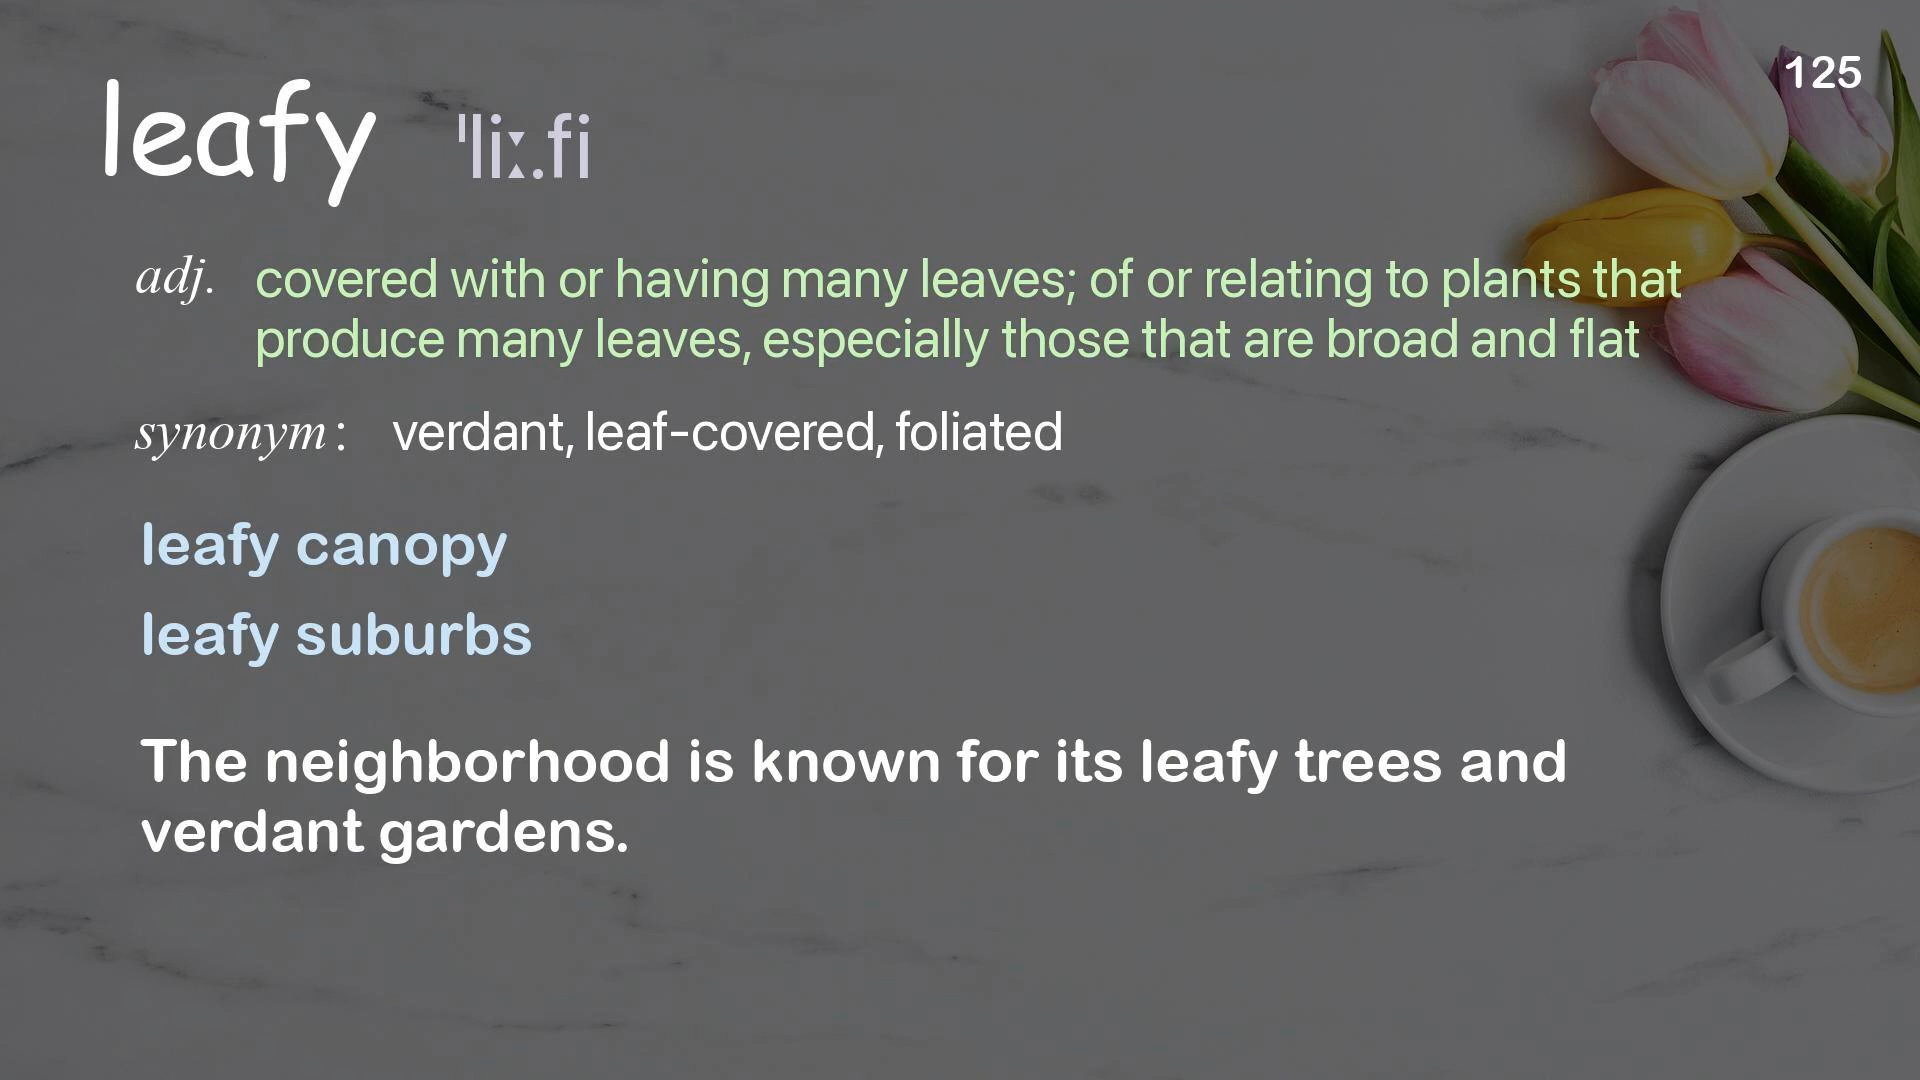 125
leafy ˈliː.fi
adj. covered with or having many leaves; of or relating to plants that
produce many leaves, especially those that are broad and flat
synonym: verdant, leaf-covered, foliated
leafy canopy
leafy suburbs
The neighborhood is known for its leafy trees and
verdant gardens.